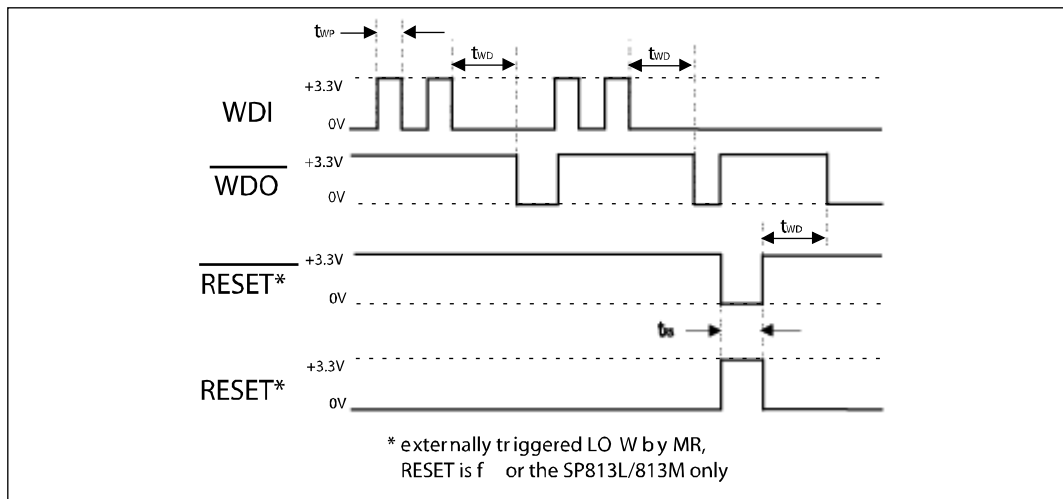 tWP
tWD
tWD
+3.3V
WDI
0V
+3.3V
WDO
0V
tWD
+3.3V
RESET*
0V
tRS
+3.3V
RESET*
0V
* externally triggered LO W by MR,
RESET is f or the SP813L/813M only